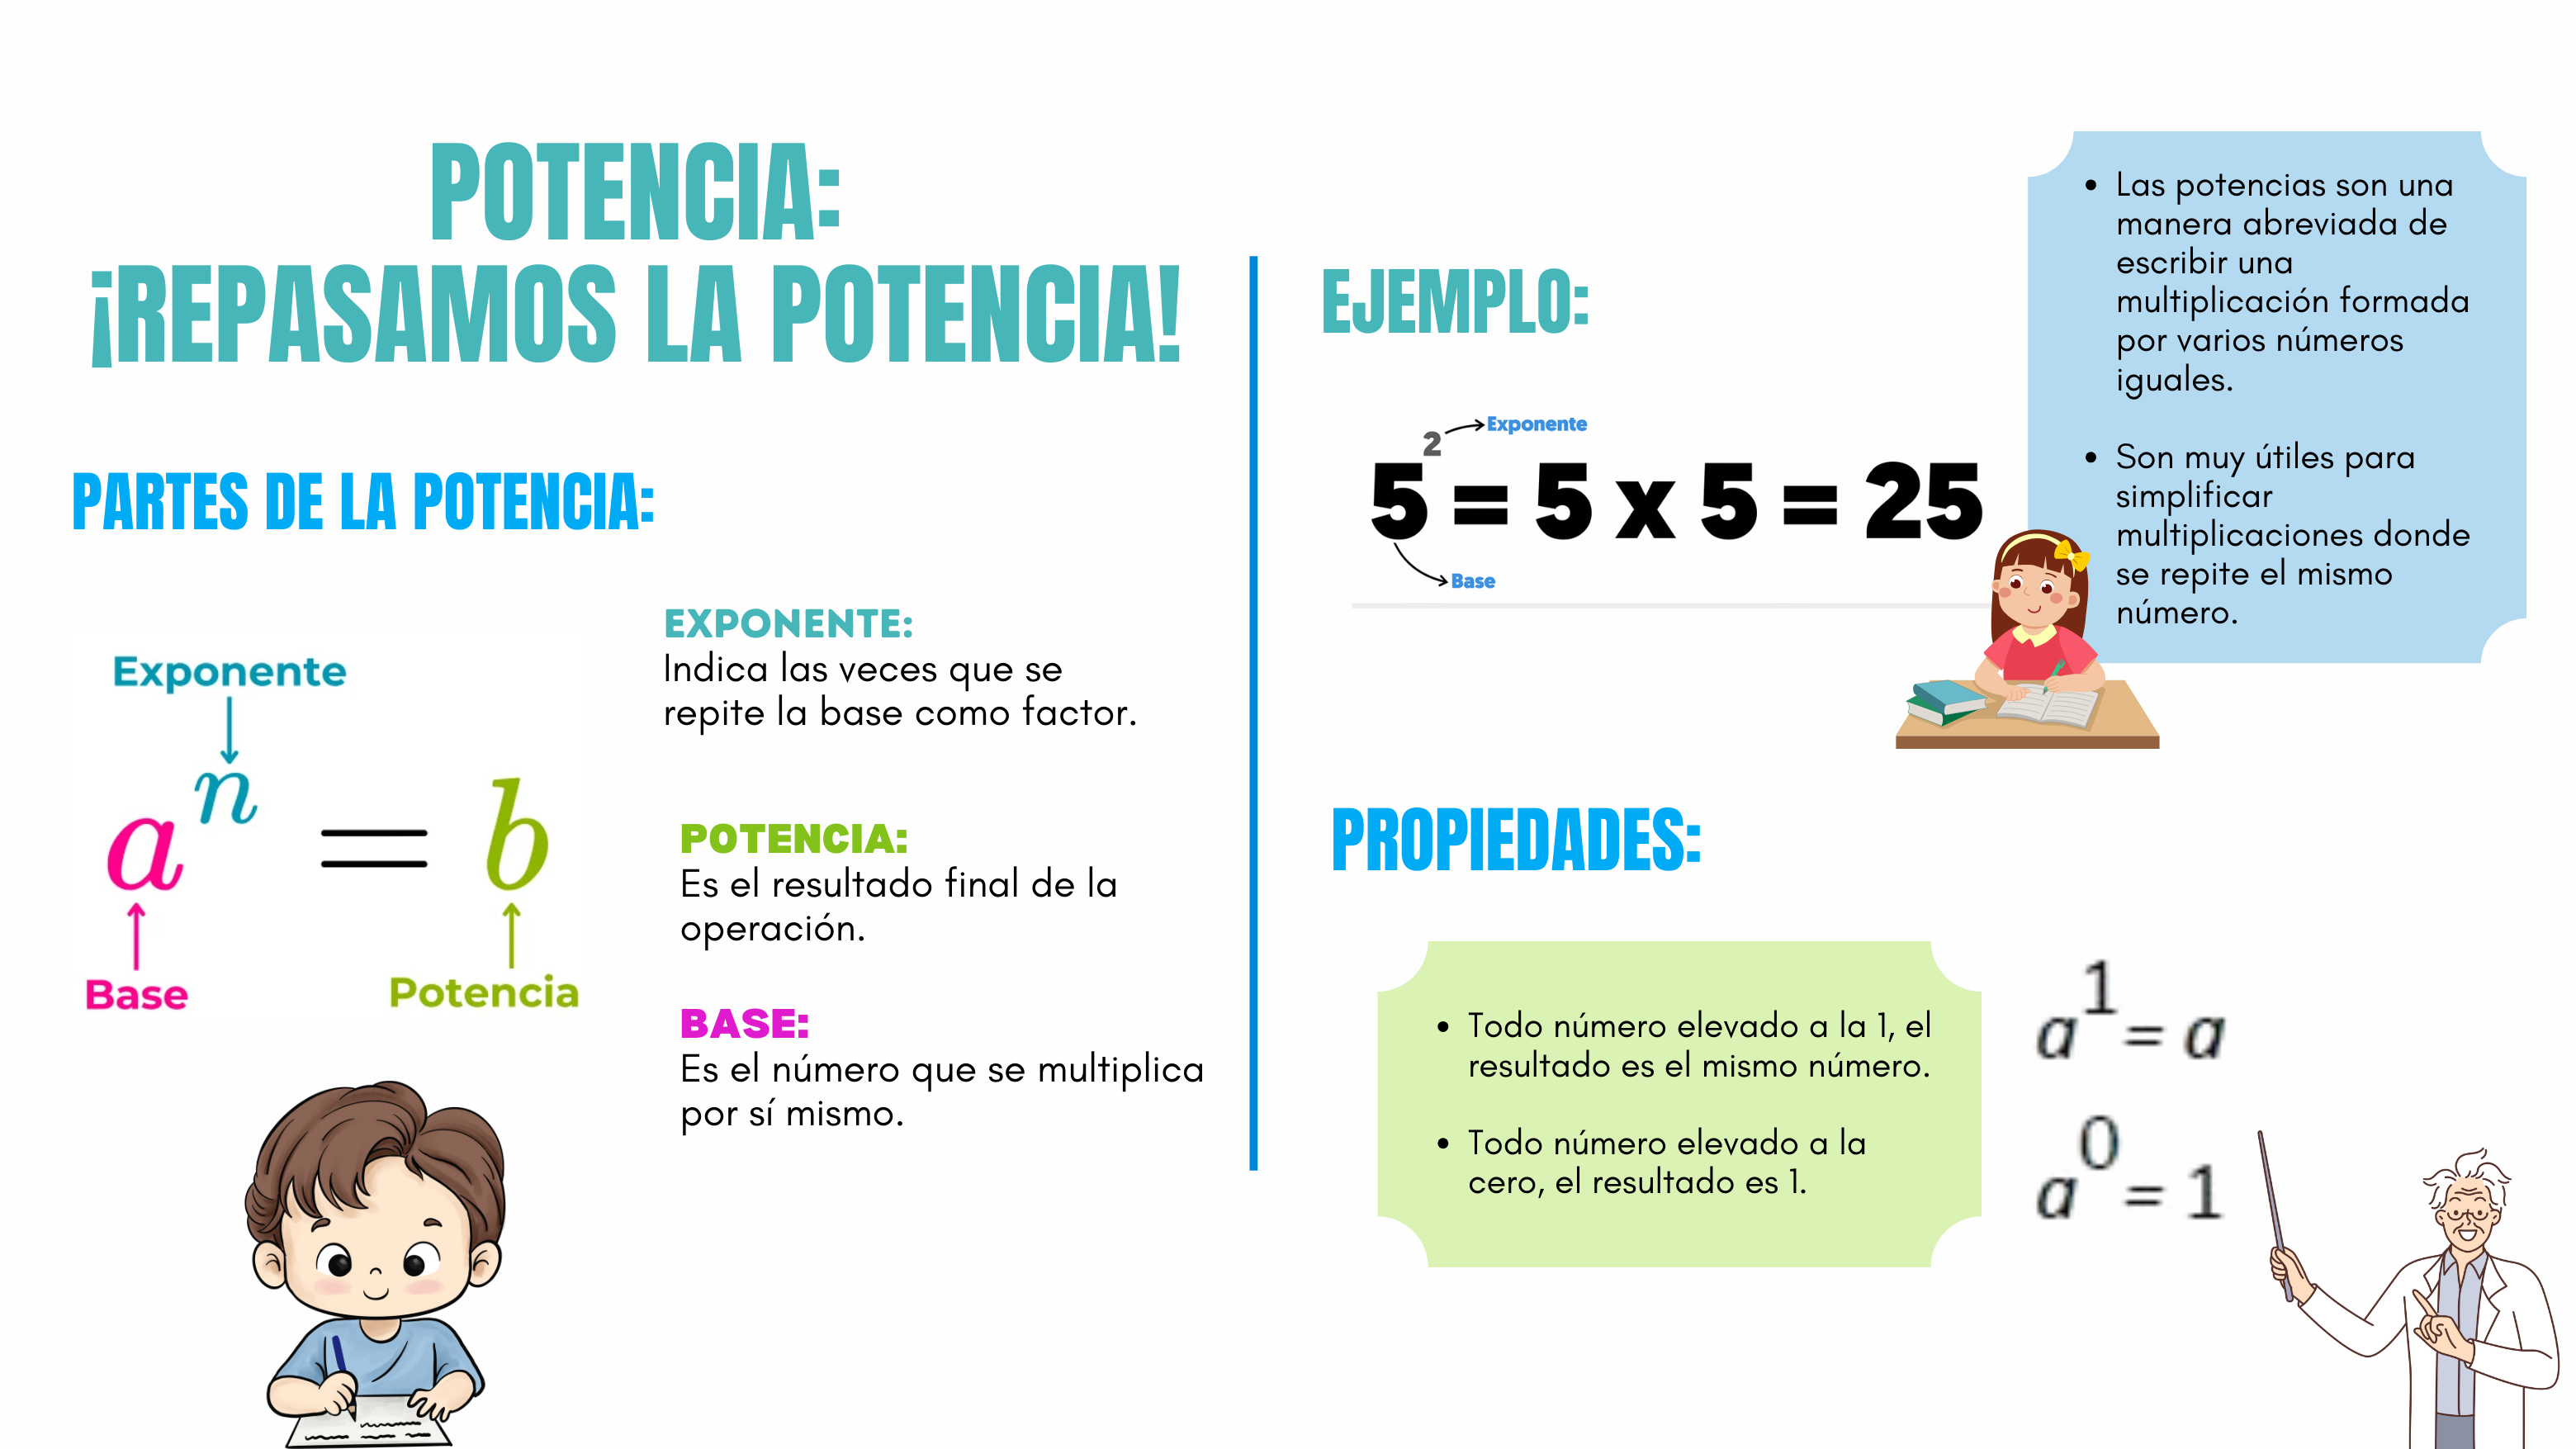 POTENCIA:
¡REPASAMOS LA POTENCIA!
PARTES DE LA POTENCIA:
Exponente
aⁿ = b
Base
Potencia
EXPONENTE:
Indica las veces que se
repite la base como factor.
POTENCIA:
Es el resultado final de la
operación.
BASE:
Es el número que se multiplica
por sí mismo.
EJEMPLO:
Exponente
5² = 5 x 5 = 25
Base
• Las potencias son una
manera abreviada de
escribir una
multiplicación formada
por varios números
iguales.
• Son muy útiles para
simplificar
multiplicaciones donde
se repite el mismo
número.
PROPIEDADES:
• Todo número elevado a la 1, el
resultado es el mismo número.
• Todo número elevado a la
cero, el resultado es 1.
a¹ = a
a⁰ = 1